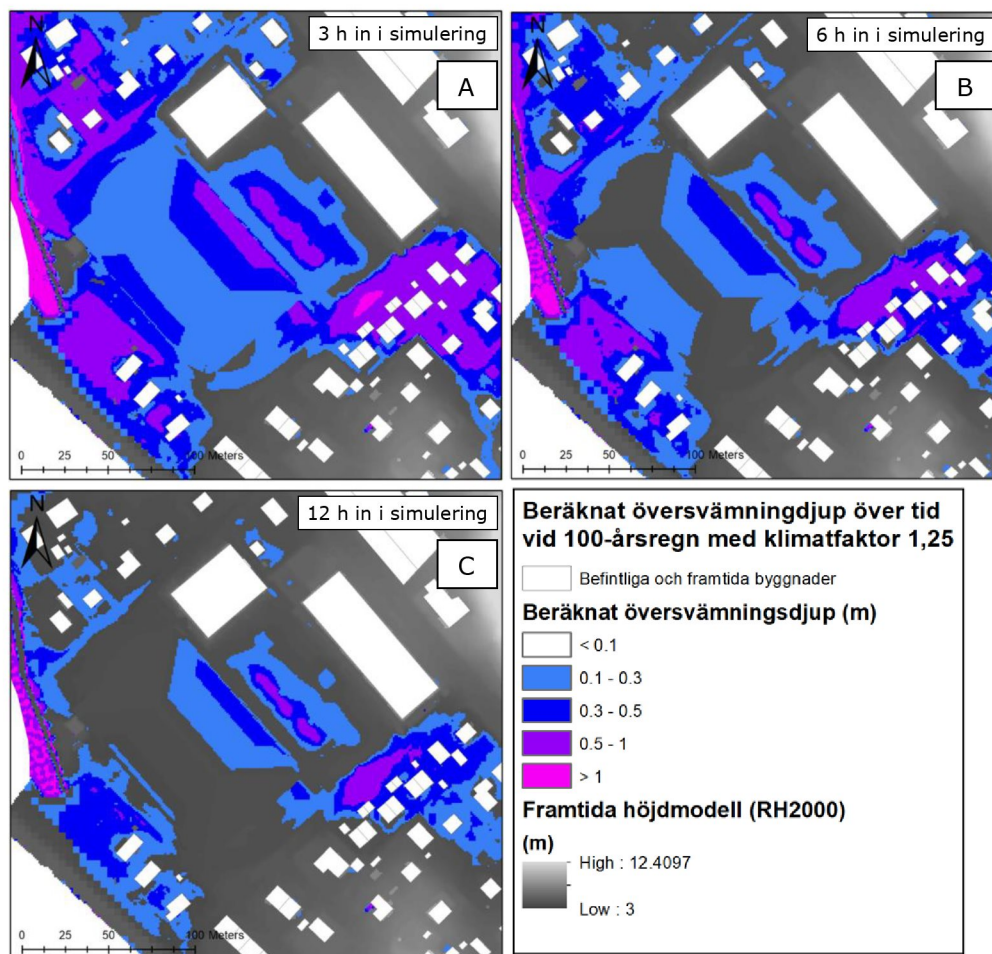 3 h in i simulering
A
N
0 25 50 100 Meters
6 h in i simulering
B
N
0 25 50 100 Meters
12 h in i simulering
C
N
0 25 50 100 Meters
Beräknat översvämningdjup över tid
vid 100-årsregn med klimatfaktor 1,25
Befintliga och framtida byggnader
Beräknat översvämningsdjup (m)
< 0.1
0.1 - 0.3
0.3 - 0.5
0.5 - 1
> 1
Framtida höjdmodell (RH2000)
(m)
High : 12.4097
Low : 3